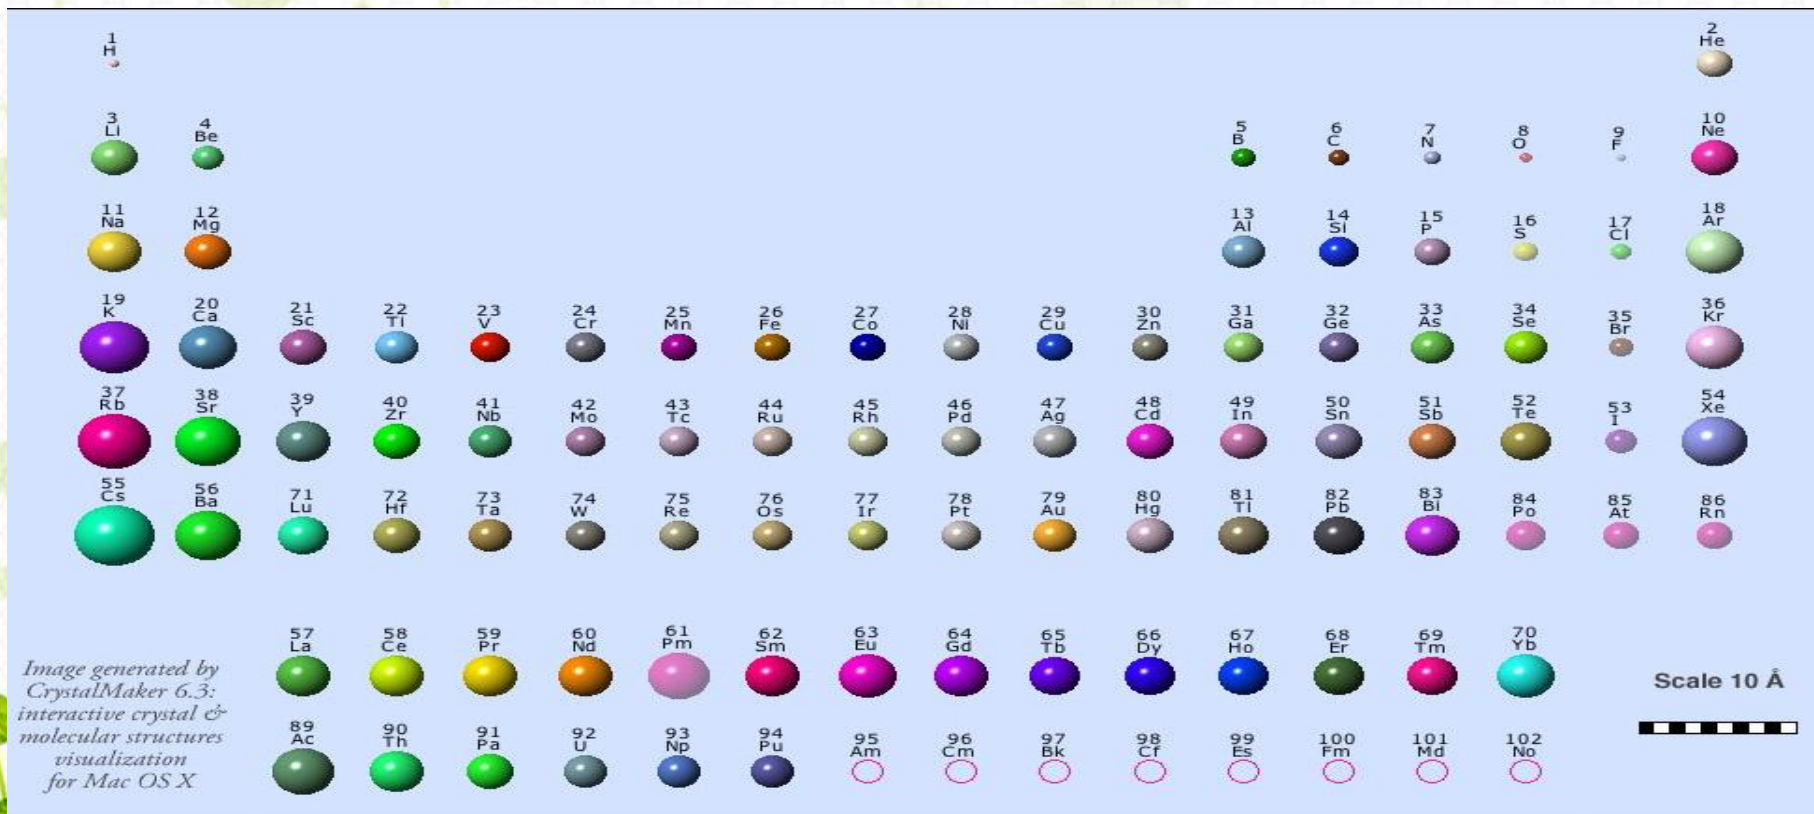 1 2
H He
3 4 5 6 7 8 9 10
Li Be B C N O F Ne
11 12 13 14 15 16 17 18
Na Mg Al Si P S Cl Ar
19 20 21 22 23 24 25 26 27 28 29 30 31 32 33 34 35 36
K Ca Sc Ti V Cr Mn Fe Co Ni Cu Zn Ga Ge As Se Br Kr
37 38 39 40 41 42 43 44 45 46 47 48 49 50 51 52 53 54
Rb Sr Y Zr Nb Mo Tc Ru Rh Pd Ag Cd In Sn Sb Te I Xe
55 56 71 72 73 74 75 76 77 78 79 80 81 82 83 84 85 86
Cs Ba Lu Hf Ta W Re Os Ir Pt Au Hg Tl Pb Bi Po At Rn
57 58 59 60 61 62 63 64 65 66 67 68 69 70
La Ce Pr Nd Pm Sm Eu Gd Tb Dy Ho Er Tm Yb
89 90 91 92 93 94 95 96 97 98 99 100 101 102
Ac Th Pa U Np Pu Am Cm Bk Cf Es Fm Md No
Image generated by
CrystalMaker 6.3:
interactive crystal &
molecular structures
visualization
for Mac OS X
Scale 10 Å